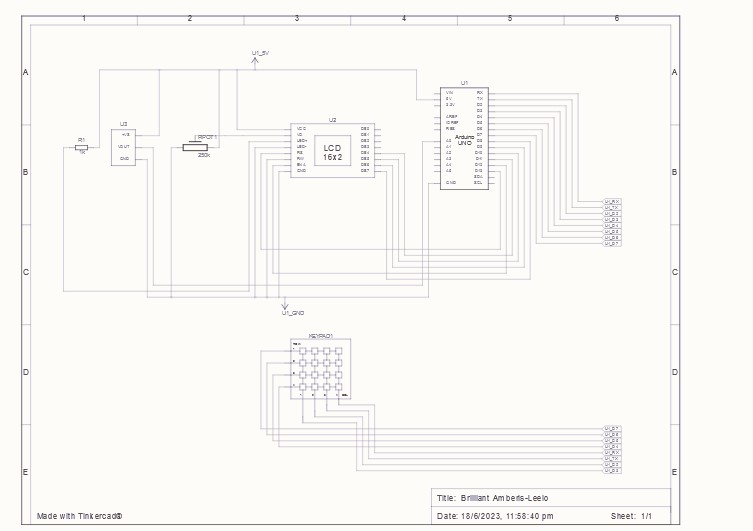 1 2 3 4 5 6
A A
U1_5V
U1
VIN
5V
3.3V
AREF
IOREF
RES
A0
A1
A2
A3
A4
A5
GND
RX
TX
D2
D3
D4
D5
D6
D7
D8
D9
D10
D11
D12
D13
SDA
SCL
Arduino
UNO
B B
R1
1k
U3
+VS
VOUT
GND
RPOT1
250k
U2
VCC
V0
LED+
LED-
RS
RW
ENA
GND
DB0
DB1
DB2
DB3
DB4
DB5
DB6
DB7
LCD
16x2
U1_RX
U1_TX
U1_D2
U1_D3
U1_D4
U1_D5
U1_D6
U1_D7
C C
U1_GND
KEYPAD1
D D
U1_D7
U1_D6
U1_D5
U1_D4
U1_RX
U1_TX
U1_D2
U1_D3
E E
Title: Brilliant Amberis-Leelo
Made with Tinkercad®
Date: 18/6/2023, 11:58:40 pm Sheet: 1/1